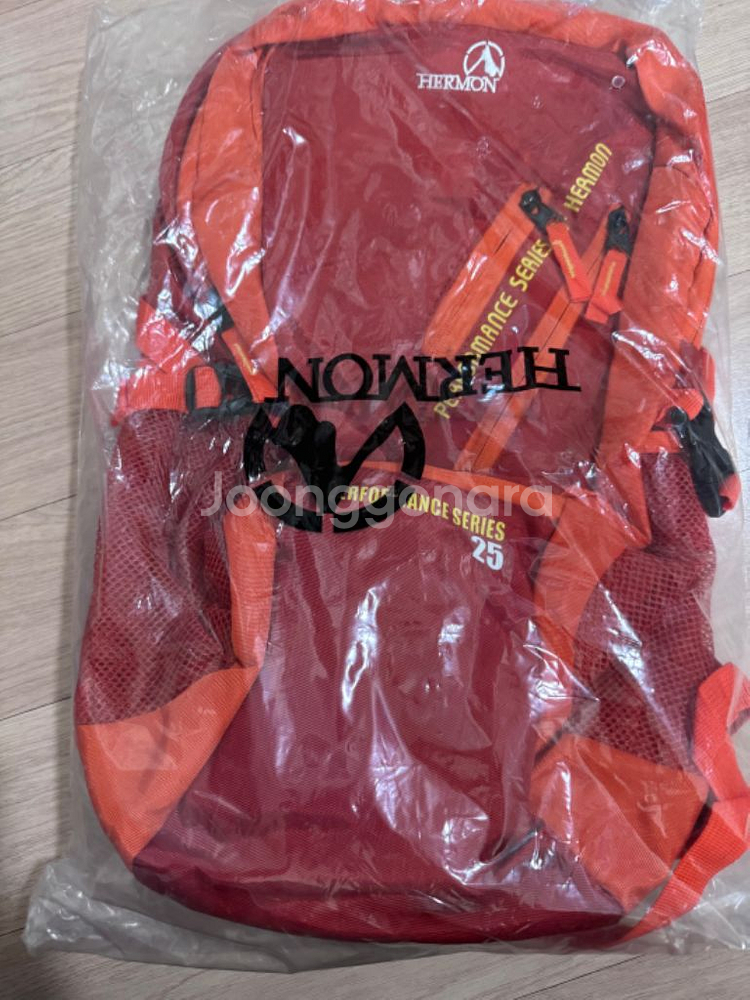 HERMON
PERFORMANCE SERIES HERMON
HERMON
Joonggonara
PERFORMANCE SERIES
25